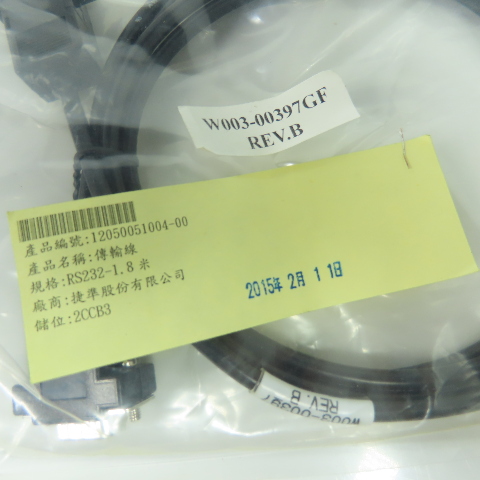 W003-00397GF
REV.B
產品編號:12050051004-00
產品名稱:傳輸線
規格:RS232-1.8 米
廠商:捷準股份有限公司
儲位:2CCB3
2015年 2月 1 1日
W003-00397
REV.B